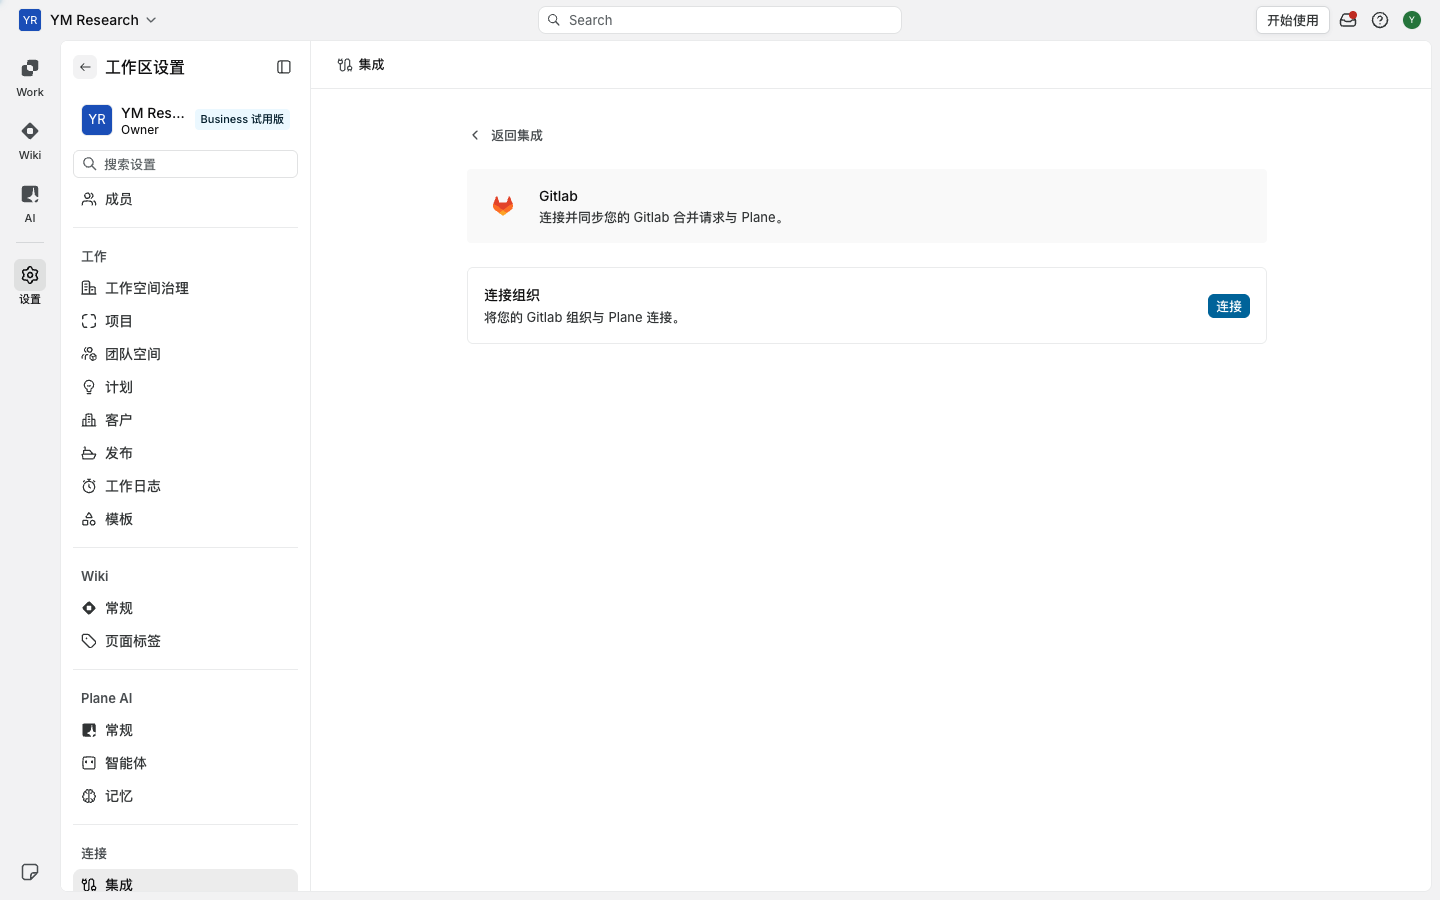 YR
YM Research
Search
开始使用
Y
Work
Wiki
AI
设置
工作区设置
YR
YM Res...
Owner
Business 试用版
搜索设置
成员
工作
工作空间治理
项目
团队空间
计划
客户
发布
工作日志
模板
Wiki
常规
页面标签
Plane AI
常规
智能体
记忆
连接
集成
集成
返回集成
Gitlab
连接并同步您的 Gitlab 合并请求与 Plane。
连接组织
将您的 Gitlab 组织与 Plane 连接。
连接